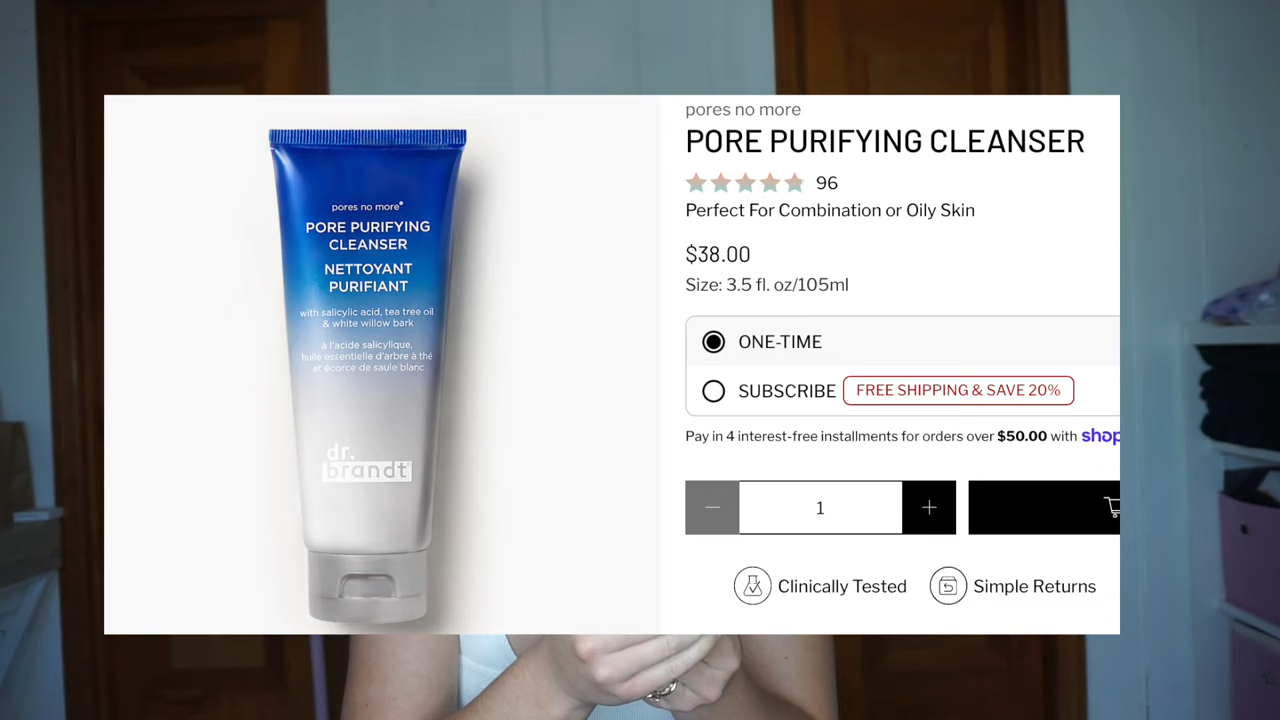 pores no more®
PORE PURIFYING
CLEANSER
NETTOYANT
PURIFIANT
with salicylic acid, tea tree oil
& white willow bark
à l'acide salicylique,
huile essentielle d'arbre à thé
et écorce de saule blanc
dr.
brandt
pores no more
PORE PURIFYING CLEANSER
96
Perfect For Combination or Oily Skin
$38.00
Size: 3.5 fl. oz/105ml
ONE-TIME
SUBSCRIBE FREE SHIPPING & SAVE 20%
Pay in 4 interest-free installments for orders over $50.00 with shop
− 1 +
Clinically Tested Simple Returns